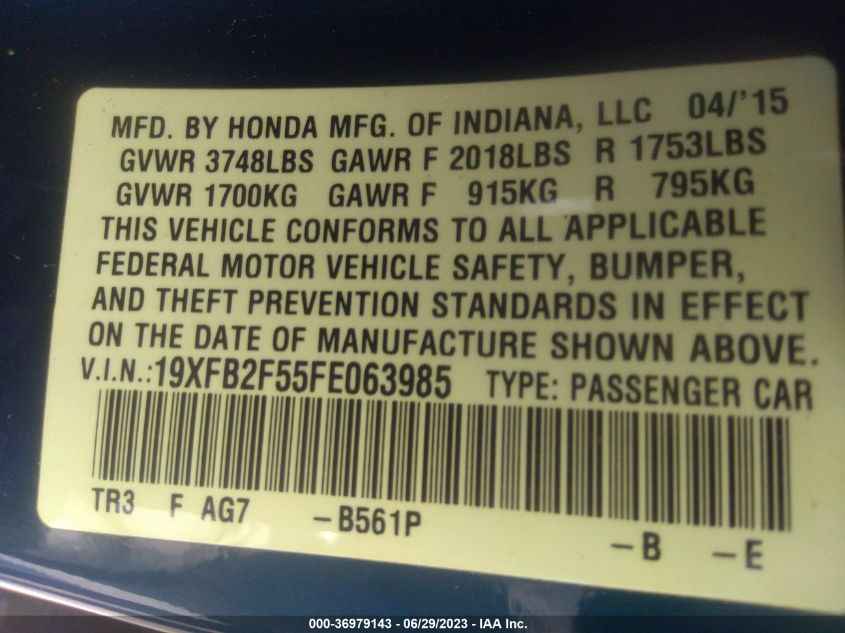 MFD. BY HONDA MFG. OF INDIANA, LLC 04/'15
GVWR 3748LBS GAWR F 2018LBS R 1753LBS
GVWR 1700KG GAWR F 915KG R 795KG
THIS VEHICLE CONFORMS TO ALL APPLICABLE
FEDERAL MOTOR VEHICLE SAFETY, BUMPER,
AND THEFT PREVENTION STANDARDS IN EFFECT
ON THE DATE OF MANUFACTURE SHOWN ABOVE.
V.I.N.:19XFB2F55FE063985 TYPE: PASSENGER CAR
TR3 F AG7 -B561P -B -E
000-36979143 - 06/29/2023 - IAA Inc.